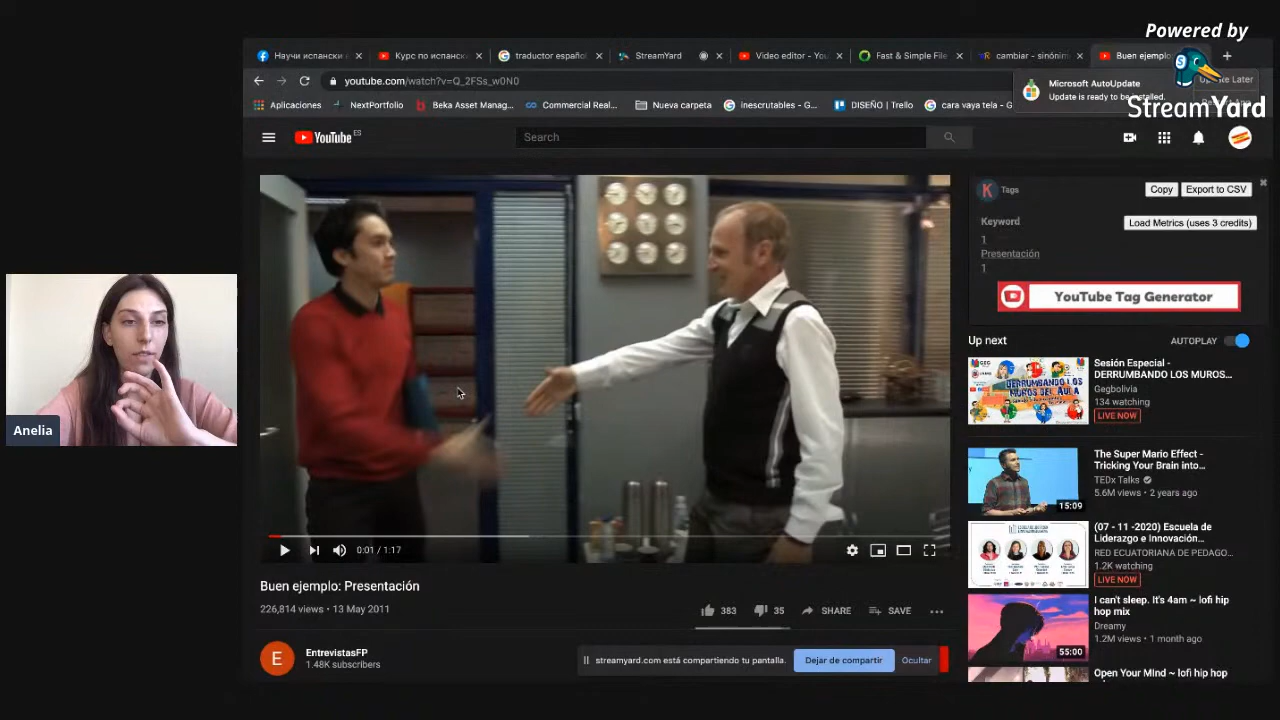 Powered by
StreamYard
Научи испански
Курс по испанск
traductor español
StreamYard
Video editor - You
Fast & Simple File
cambiar - sinónim
Buen ejemplo
youtube.com/watch?v=Q_2FSs_w0N0
Microsoft AutoUpdate
Update is ready to be installed.
Update Later
Aplicaciones
NextPortfolio
Beka Asset Manag...
Commercial Real...
Nueva carpeta
inescrutables - G...
DISEÑO | Trello
cara vaya tela - G
YouTube ES
Search
Tags
Copy
Export to CSV
Keyword
Load Metrics (uses 3 credits)
1
Presentación
1
YouTube Tag Generator
Up next
AUTOPLAY
Sesión Especial -
DERRUMBANDO LOS MUROS...
Gegbolivia
134 watching
LIVE NOW
DERRUMBANDO LOS
MUROS DEL AULA
The Super Mario Effect -
Tricking Your Brain into...
TEDx Talks
5.6M views • 2 years ago
15:09
(07 - 11 -2020) Escuela de
Liderazgo e Innovación...
RED ECUATORIANA DE PEDAGO...
1.2K watching
LIVE NOW
I can't sleep. It's 4am ~ lofi hip
hop mix
Dreamy
1.2M views • 1 month ago
55:00
Open Your Mind ~ lofi hip hop
Anelia
0:01 / 1:17
Buen ejemplo Presentación
226,814 views • 13 May 2011
383
35
SHARE
SAVE
E
EntrevistasFP
1.48K subscribers
streamyard.com está compartiendo tu pantalla.
Dejar de compartir
Ocultar